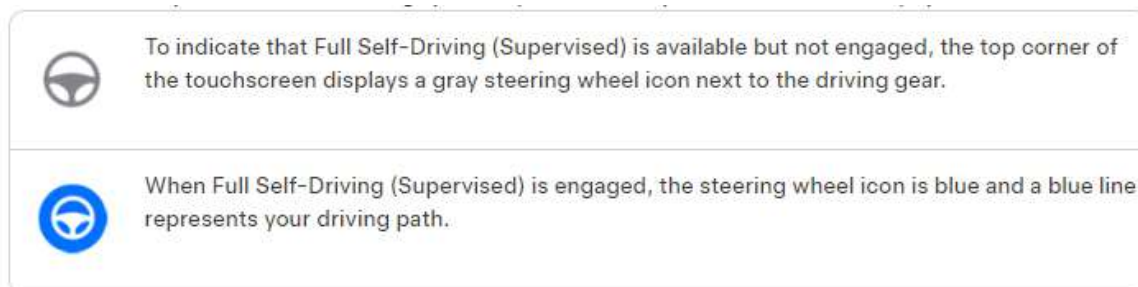 To indicate that Full Self-Driving (Supervised) is available but not engaged, the top corner of
the touchscreen displays a gray steering wheel icon next to the driving gear.
When Full Self-Driving (Supervised) is engaged, the steering wheel icon is blue and a blue line
represents your driving path.